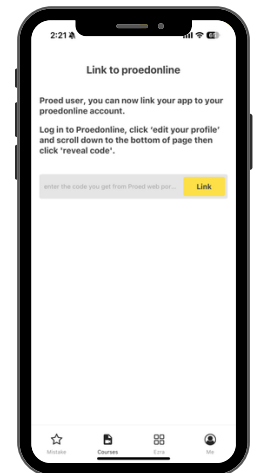 2:21
Link to proedonline
Proed user, you can now link your app to your
proedonline account.
Log in to Proedonline, click 'edit your profile'
and scroll down to the bottom of page then
click 'reveal code'.
enter the code you get from Proed web por...
Link
Mistake
Courses
Ezra
Me